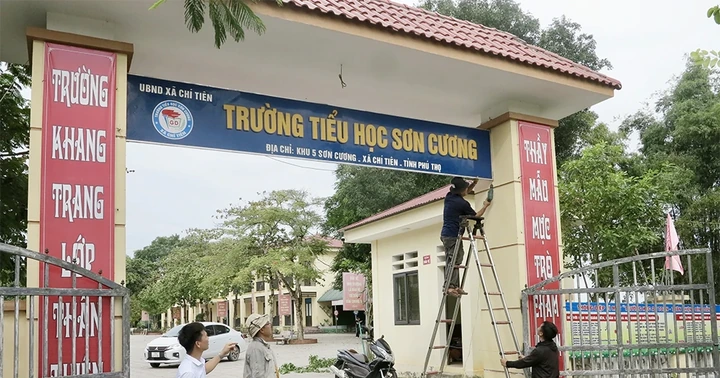 UBND XÃ CHÍ TIÊN
TRƯỜNG TIỂU HỌC SƠN CƯƠNG
ĐỊA CHỈ: KHU 5 SƠN CƯƠNG . XÃ CHÍ TIÊN . TỈNH PHÚ THỌ
TRƯỜNG
KHANG
TRANG
LỚP
THÂN
THẦY
MẪU
MỰC
TRÒ
CHĂM